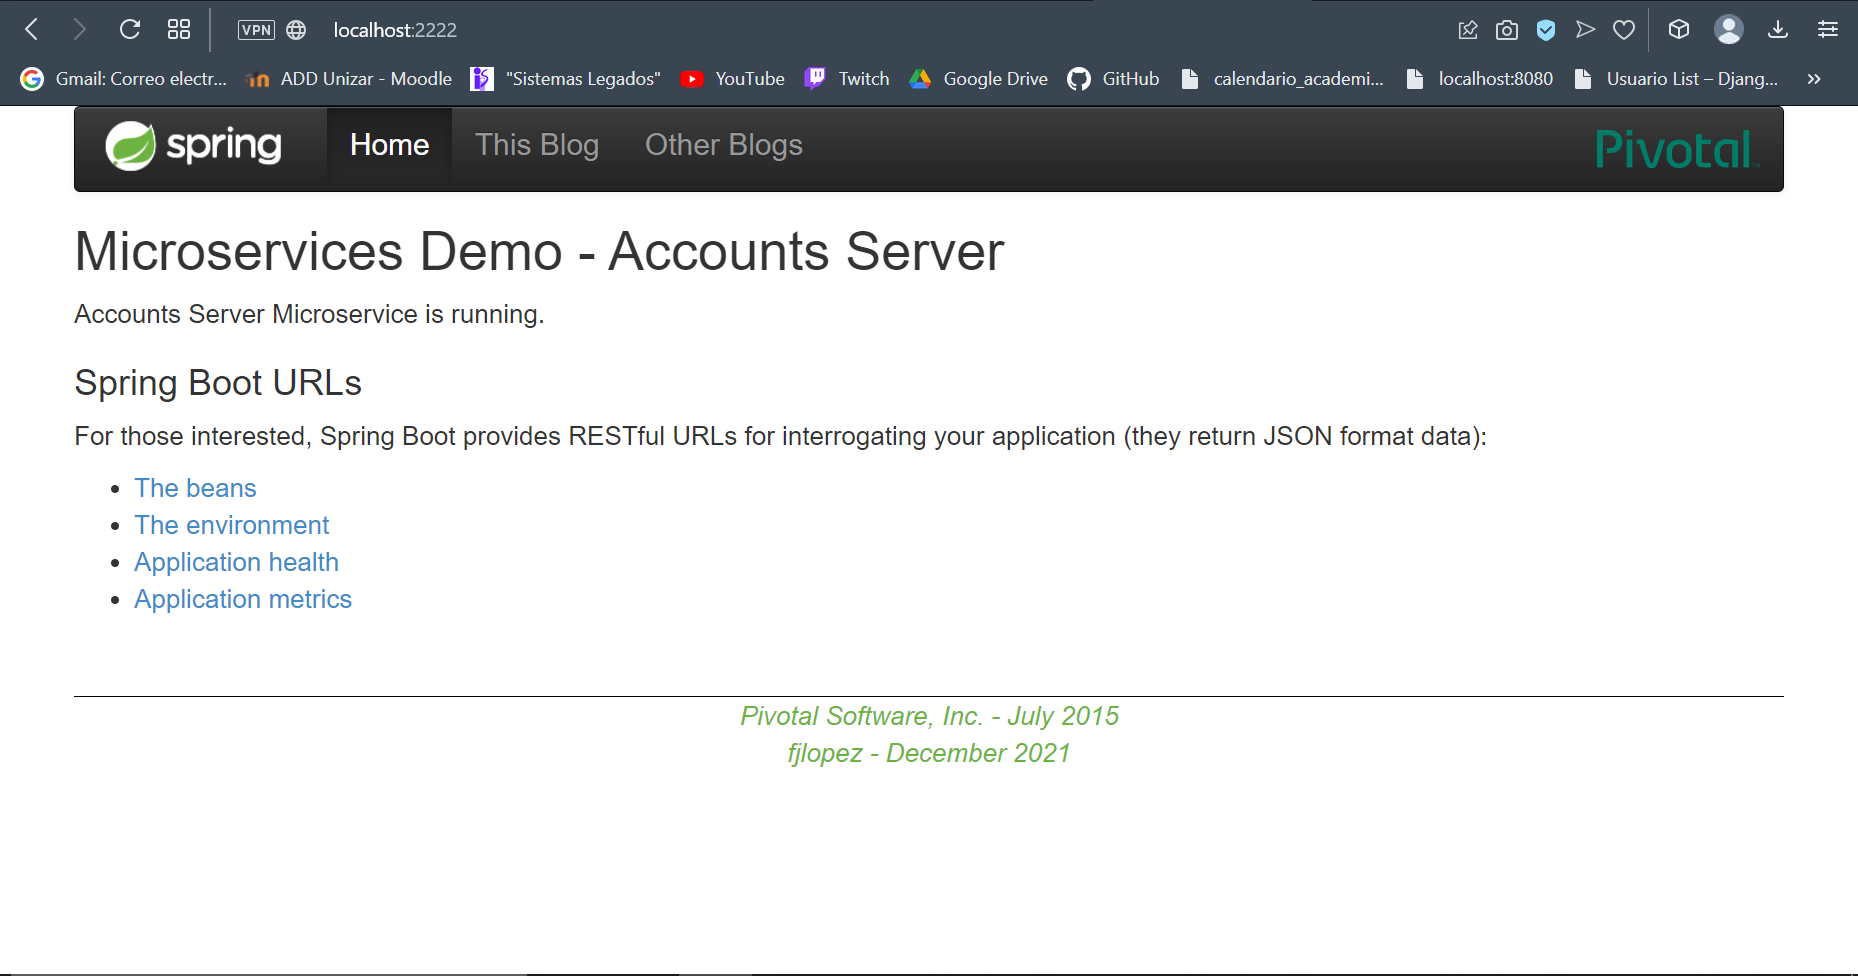 VPN localhost:2222
Gmail: Correo electr... ADD Unizar - Moodle "Sistemas Legados" YouTube Twitch Google Drive GitHub calendario_academi... localhost:8080 Usuario List – Djang... »
spring Home This Blog Other Blogs Pivotal™
Microservices Demo - Accounts Server
Accounts Server Microservice is running.
Spring Boot URLs
For those interested, Spring Boot provides RESTful URLs for interrogating your application (they return JSON format data):
• The beans
• The environment
• Application health
• Application metrics
Pivotal Software, Inc. - July 2015
fjlopez - December 2021